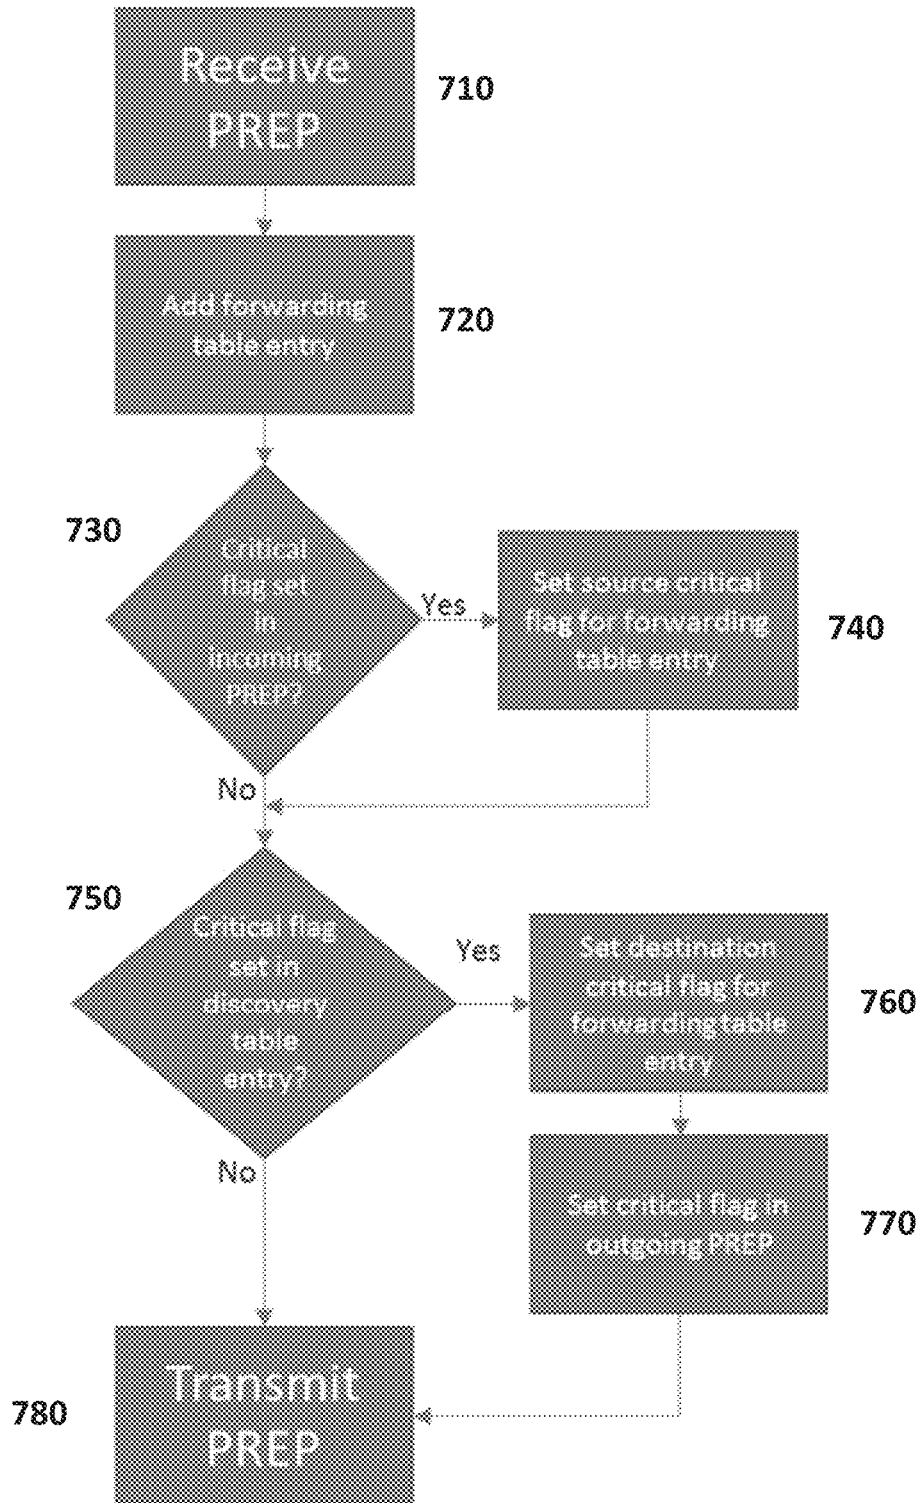 Receive
PREP
710
Add forwarding
table entry
720
730
Critical
flag set
in
incoming
PREP?
Yes
Set source critical
flag for forwarding
table entry
740
No
750
Critical flag
set in
discovery
table
entry?
Yes
Set destination
critical flag for
forwarding table
entry
760
No
Set critical flag in
outgoing PREP
770
Transmit
PREP
780